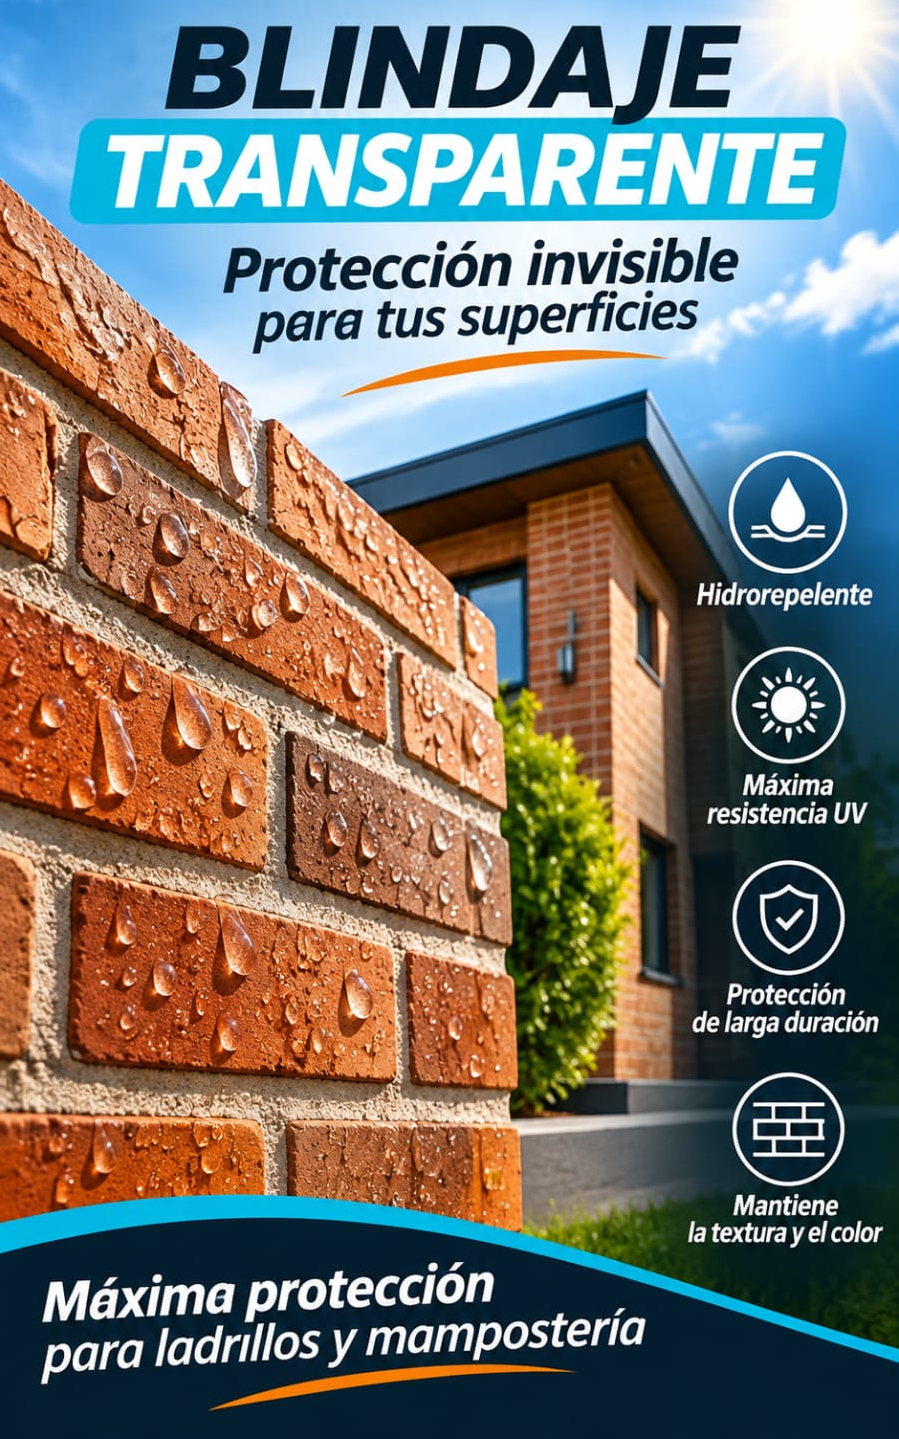 BLINDAJE
TRANSPARENTE
Protección invisible
para tus superficies
Hidrorepelente
Máxima
resistencia UV
Protección
de larga duración
Mantiene
la textura y el color
Máxima protección
para ladrillos y mampostería